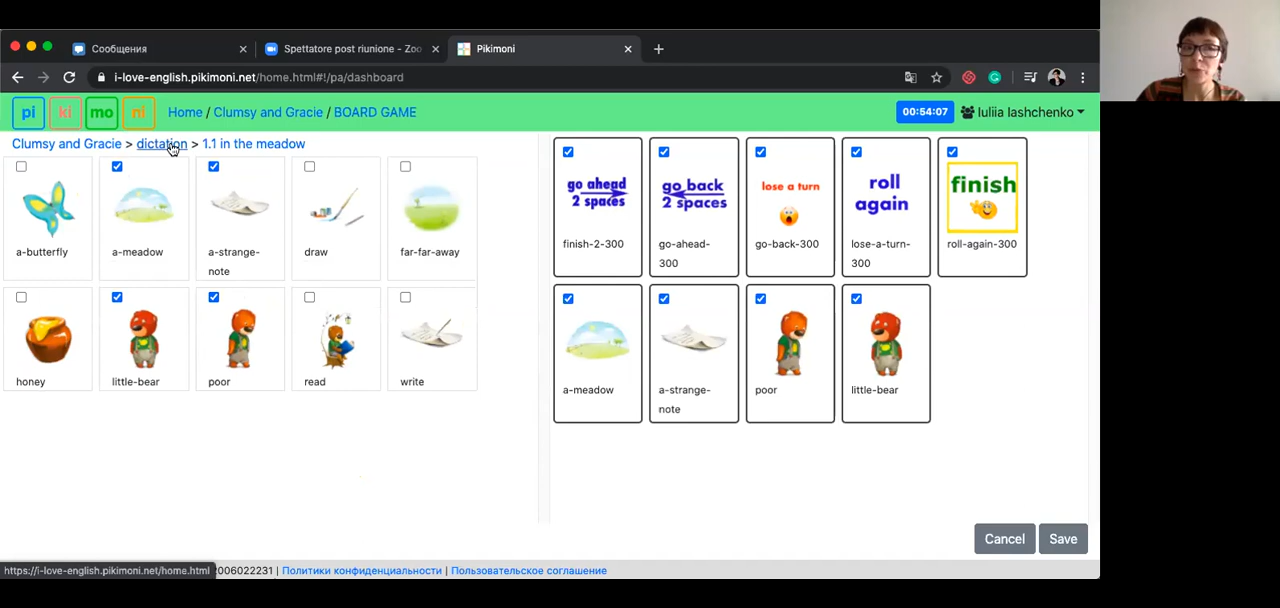 Сообщения
Spettatore post riunione - Zoo
Pikimoni
i-love-english.pikimoni.net/home.html#!/pa/dashboard
pi ki mo ni
Home / Clumsy and Gracie / BOARD GAME
00:54:07
Iuliia Iashchenko
Clumsy and Gracie > dictation > 1.1 in the meadow
a-butterfly
a-meadow
a-strange-
note
draw
far-far-away
honey
little-bear
poor
read
write
go ahead
2 spaces
finish-2-300
go back
2 spaces
go-ahead-
300
lose a turn
go-back-300
roll
again
lose-a-turn-
300
finish
roll-again-300
a-meadow
a-strange-
note
poor
little-bear
Cancel
Save
https://i-love-english.pikimoni.net/home.html
2006022231 | Политики конфиденциальности | Пользовательское соглашение